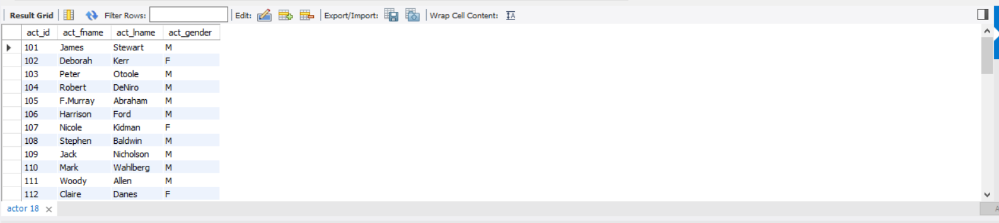 Result Grid Filter Rows: Edit: Export/Import: Wrap Cell Content: IA
act_id act_fname act_lname act_gender
101 James Stewart M
102 Deborah Kerr F
103 Peter Otoole M
104 Robert DeNiro M
105 F.Murray Abraham M
106 Harrison Ford M
107 Nicole Kidman F
108 Stephen Baldwin M
109 Jack Nicholson M
110 Mark Wahlberg M
111 Woody Allen M
112 Claire Danes F
actor 18 × A